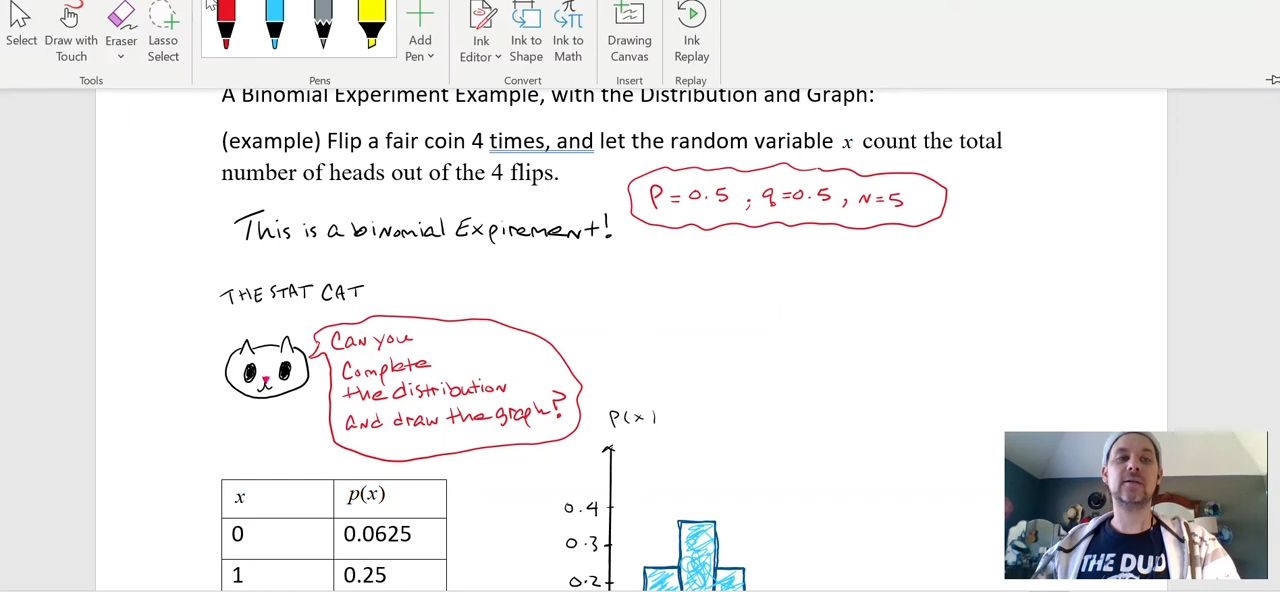 Select
Draw with Touch
Eraser
Lasso Select
Add Pen
Ink Editor
Ink to Shape
Ink to Math
Drawing Canvas
Ink Replay
Tools
Pens
Convert
Insert
Replay
A Binomial Experiment Example, with the Distribution and Graph:
(example) Flip a fair coin 4 times, and let the random variable x count the total
number of heads out of the 4 flips.
P = 0.5 , q = 0.5 , N = 5
This is a binomial Expirement!
THE STAT CAT
Can you
Complete
the distribution
and draw the graph?
P(x)
x p(x)
0 0.0625
1 0.25
0.4
0.3
0.2
THE DUD